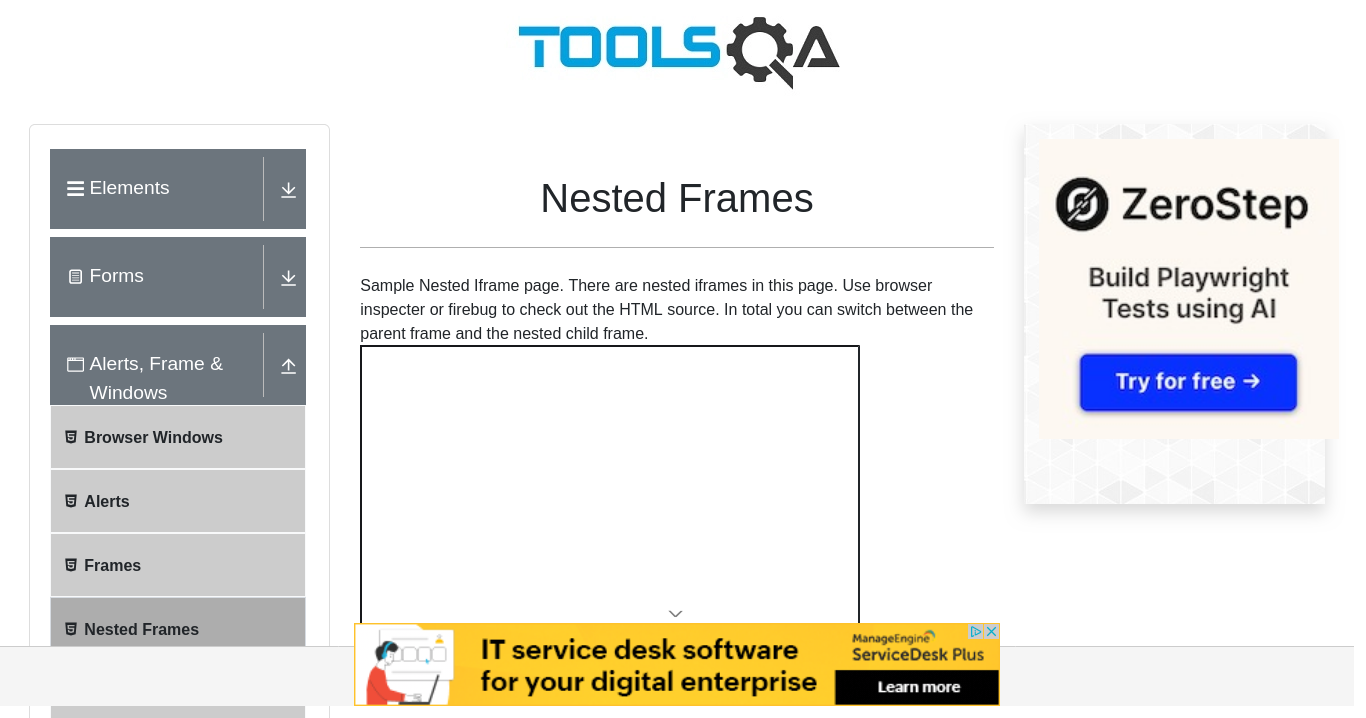 TOOLSQA
Elements
Forms
Alerts, Frame &
Windows
Browser Windows
Alerts
Frames
Nested Frames
Nested Frames
Sample Nested Iframe page. There are nested iframes in this page. Use browser
inspector or firebug to check out the HTML source. In total you can switch between the
parent frame and the nested child frame.
ZeroStep
Build Playwright
Tests using AI
Try for free →
IT service desk software
for your digital enterprise
ManageEngine
ServiceDesk Plus
Learn more